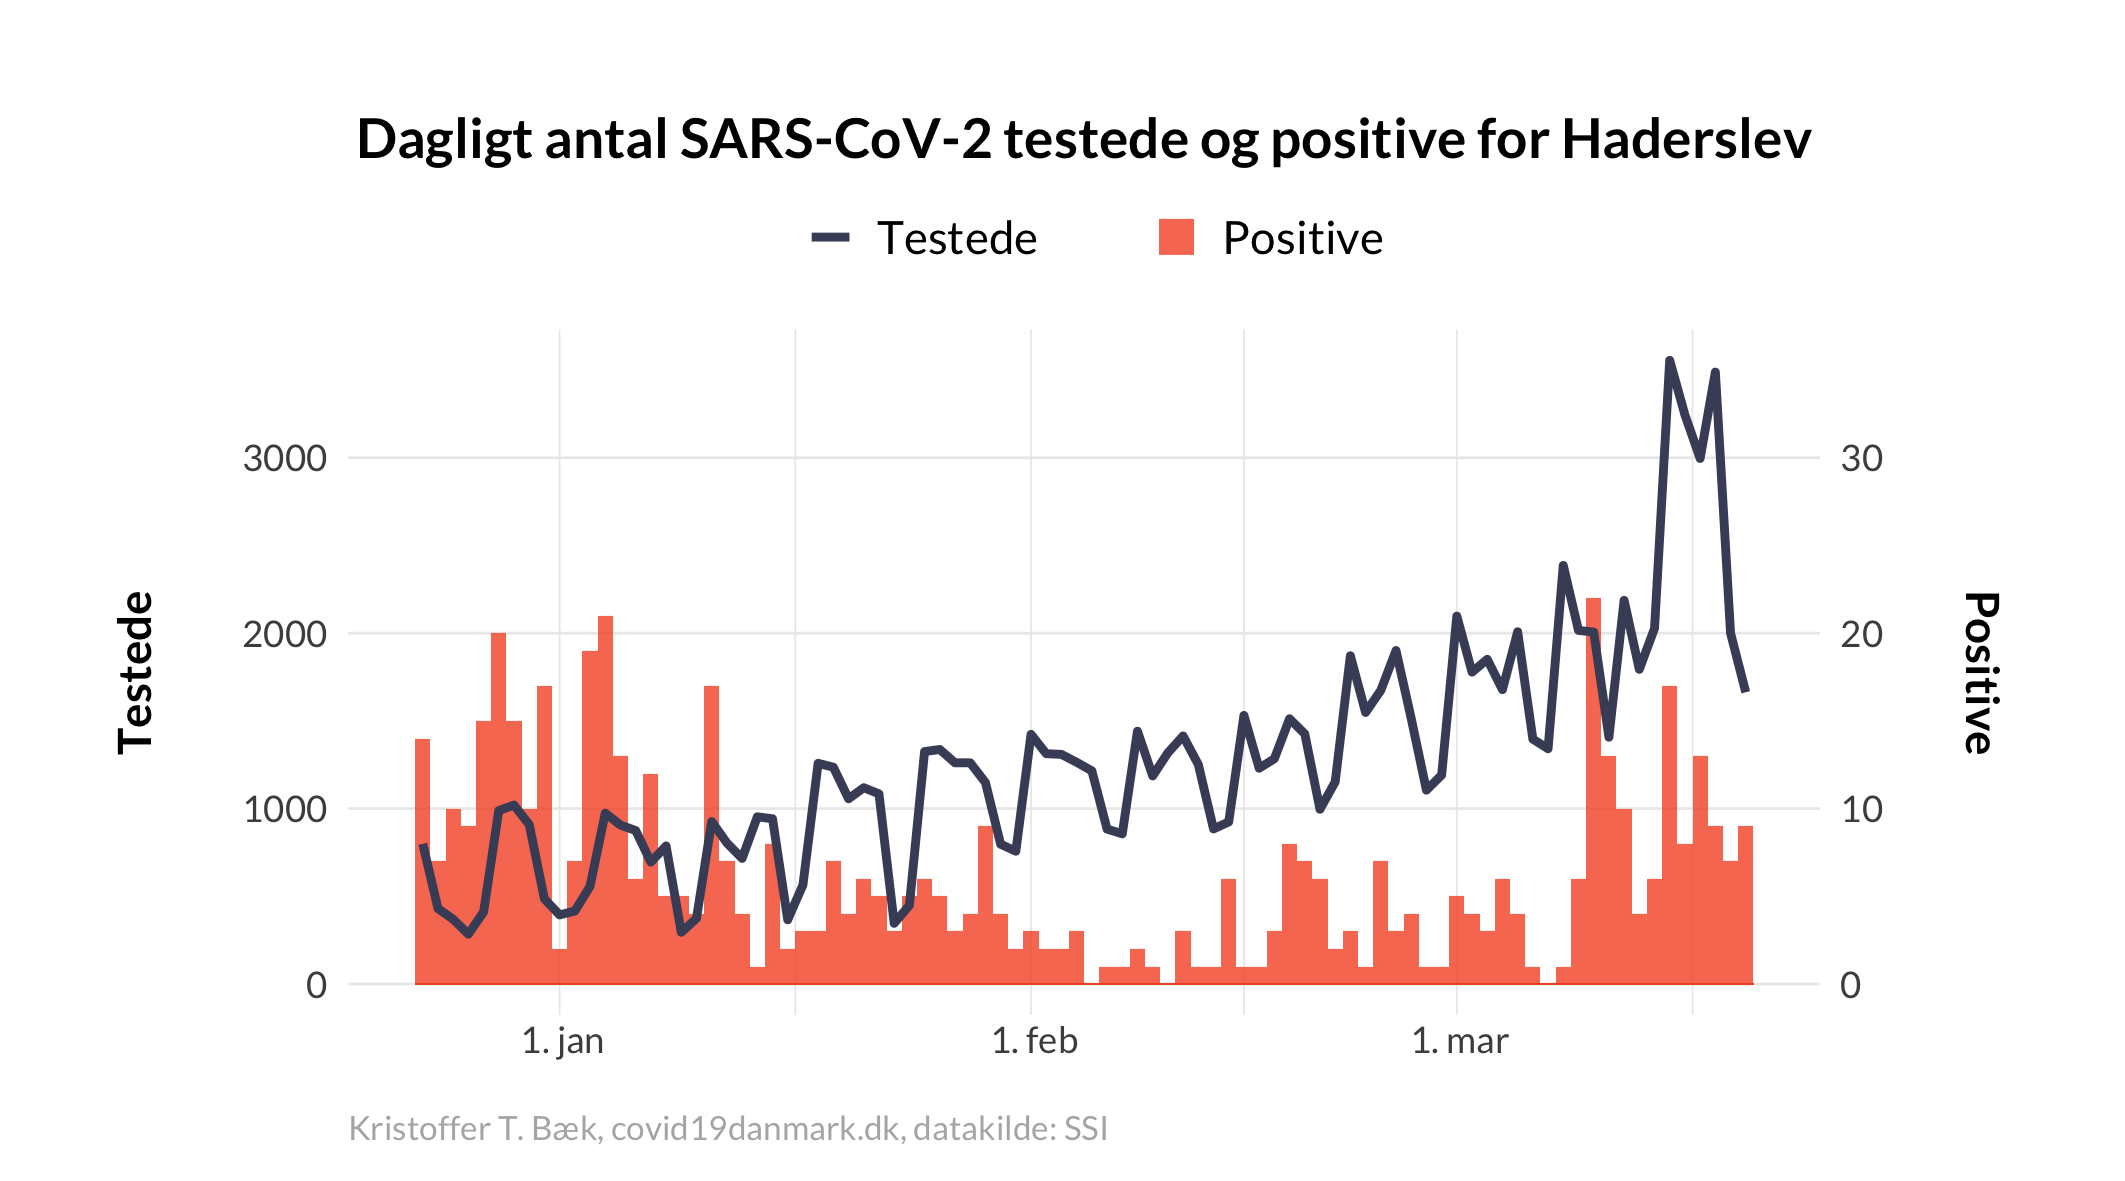 Dagligt antal SARS-CoV-2 testede og positive for Haderslev
Testede
Positive
3000
2000
1000
0
Testede
30
20
10
0
Positive
1. jan
1. feb
1. mar
Kristoffer T. Bæk, covid19danmark.dk, datakilde: SSI